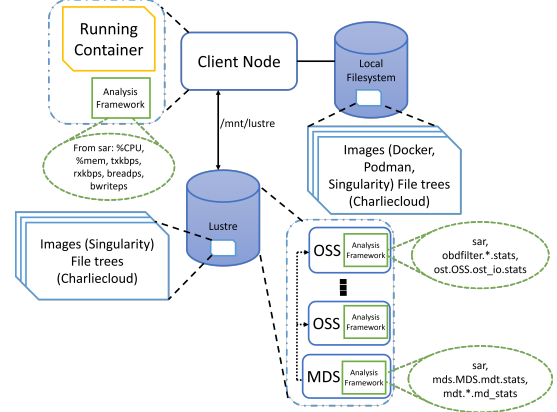 Running
Container
Analysis
Framework
Client Node
Local
Filesystem
/mnt/lustre
From sar: %CPU,
%mem, txkbps,
rxkbps, breadps,
bwriteps
Images (Docker,
Podman,
Singularity) File trees
(Charliecloud)
Lustre
Images (Singularity)
File trees
(Charliecloud)
OSS
Analysis
Framework
sar,
obdfilter.*.stats,
ost.OSS.ost_io.stats
OSS
Analysis
Framework
MDS
Analysis
Framework
sar,
mds.MDS.mdt.stats,
mdt.*.md_stats